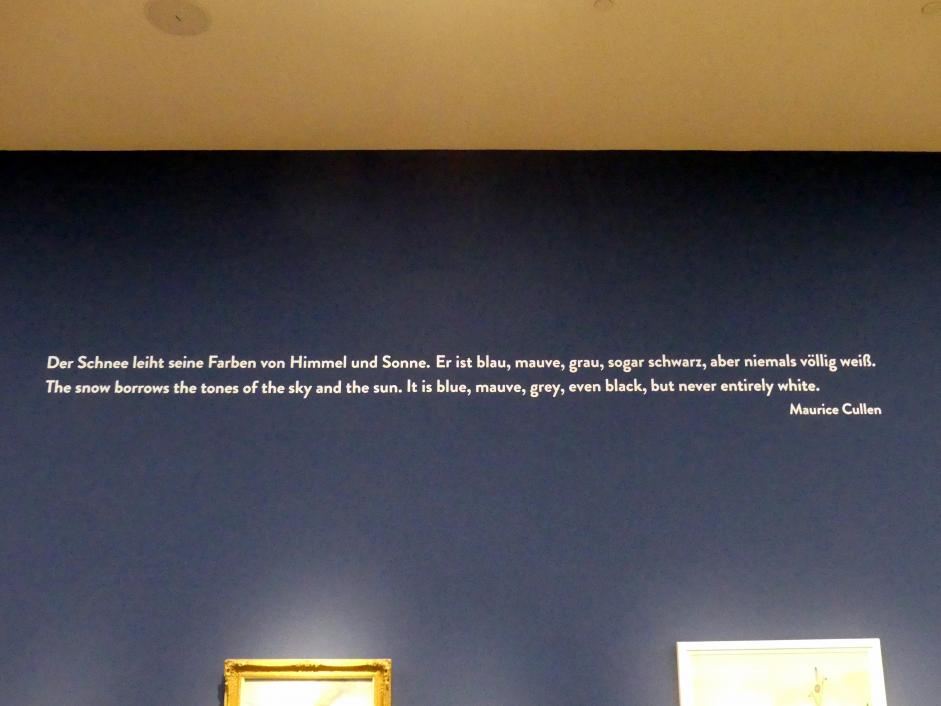 Der Schnee leiht seine Farben von Himmel und Sonne. Er ist blau, mauve, grau, sogar schwarz, aber niemals völlig weiß.
The snow borrows the tones of the sky and the sun. It is blue, mauve, grey, even black, but never entirely white.
Maurice Cullen